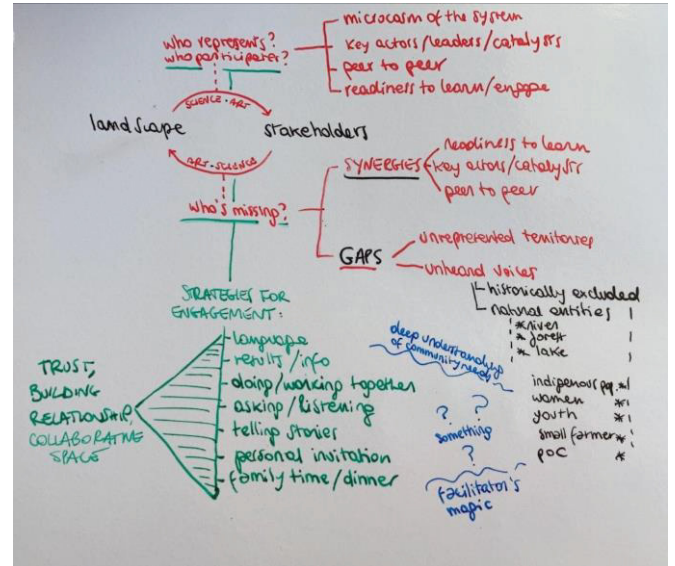 who represents?
who participates?
microcasm of the system
key actors/leaders/catalysts
peer to peer
readiness to learn/engage
SCIENCE·ART
landscape
stakeholders
ART·SCIENCE
who's missing?
SYNERGIES
readiness to learn
key actors/catalysts
peer to peer
GAPS
unrepresented territories
unheard voices
historically excluded
natural entities
* river
* forest
* lake
indigenous pop. *
women *
youth *
small farmer *
POC *
STRATEGIES FOR
ENGAGEMENT:
language
results/info
doing/working together
asking/listening
telling stories
personal invitation
family time/dinner
TRUST,
BUILDING
RELATIONSHIP,
COLLABORATIVE
SPACE
deep understanding
of community needs
? ?
something
?
facilitator's
magic